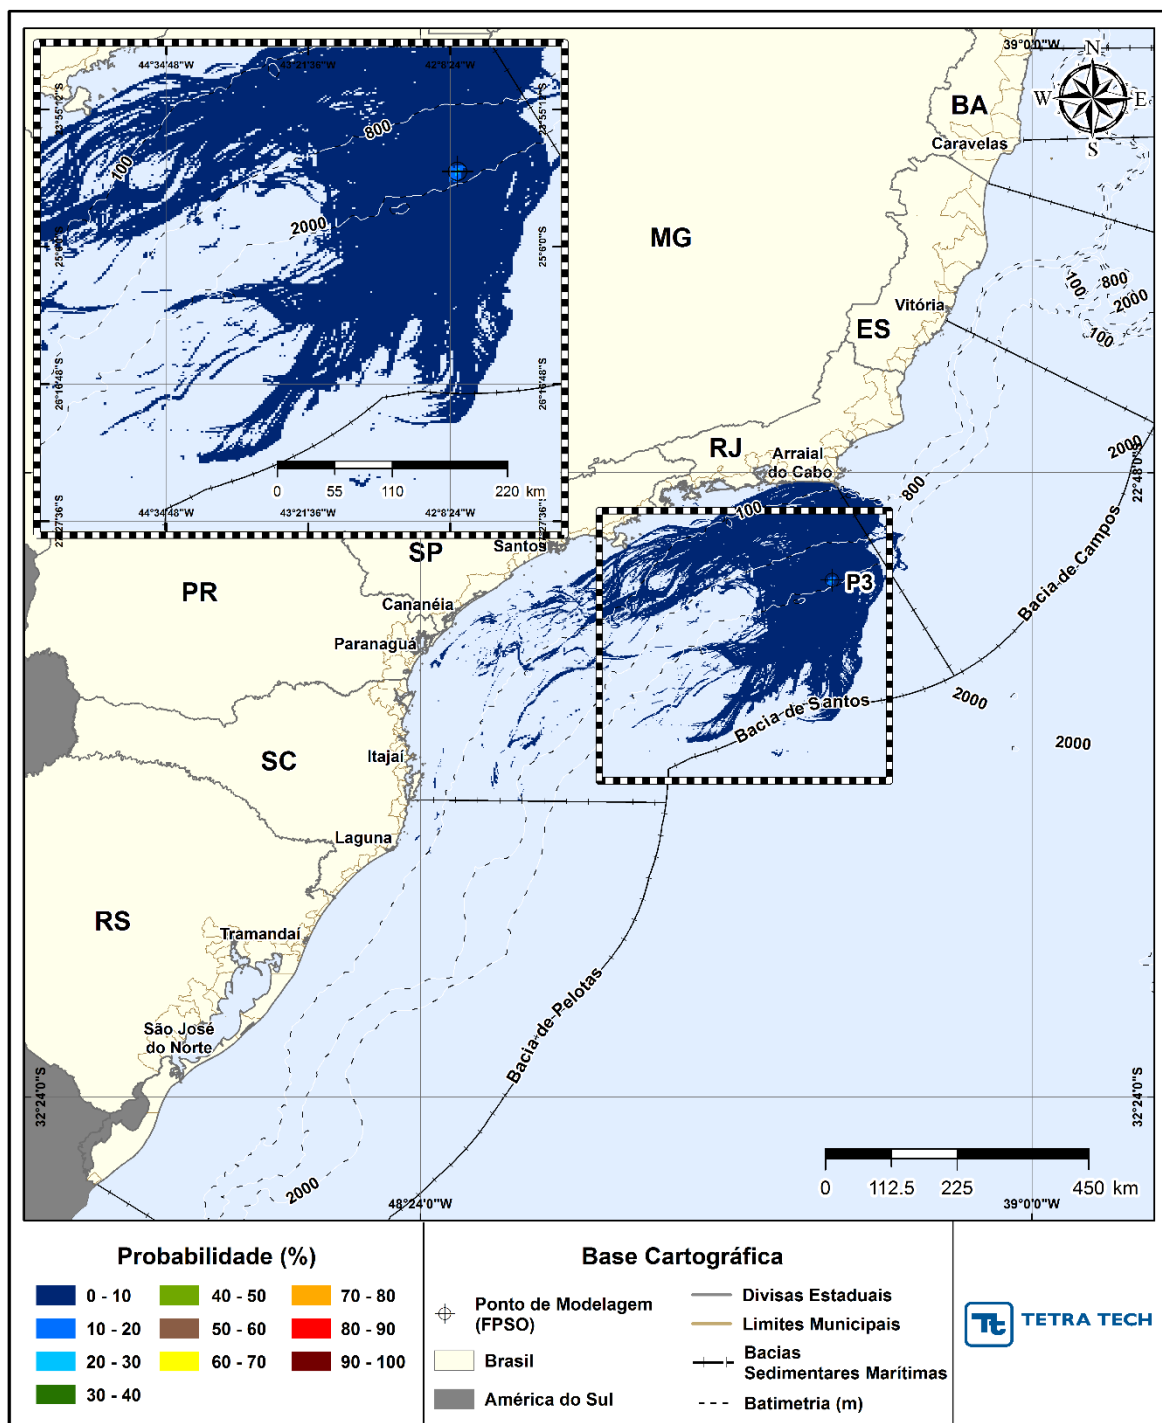 39°0'0"W
N
W
E
S
44°34'48"W
43°21'36"W
42°8'24"W
23°55'12"S
23°55'12"S
BA
Caravelas
800
100
2000
25°6'0"S
25°6'0"S
MG
100
800
2000
100
Vitória
ES
26°16'48"S
26°16'48"S
2000
RJ
Arraial
do Cabo
22°48'0"S
800
0
55
110
220 km
44°34'48"W
43°21'36"W
42°8'24"W
27°27'36"S
27°27'36"S
100
Santos
SP
PR
P3
Bacia de Campos
Cananéia
Paranaguá
2000
Bacia de Santos
2000
SC
Itajaí
Laguna
RS
Tramandaí
Bacia de Pelotas
São José
do Norte
32°24'0"S
32°24'0"S
2000
48°24'0"W
39°0'0"W
0
112.5
225
450 km
Probabilidade (%)
0 - 10
10 - 20
20 - 30
30 - 40
40 - 50
50 - 60
60 - 70
70 - 80
80 - 90
90 - 100
Base Cartográfica
Ponto de Modelagem
(FPSO)
Brasil
América do Sul
Divisas Estaduais
Limites Municipais
Bacias
Sedimentares Marítimas
Batimetria (m)
Tt
TETRA TECH